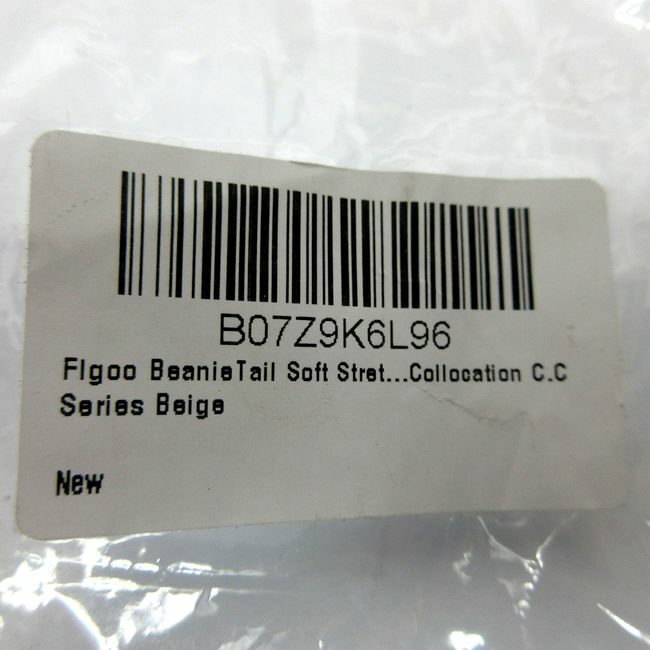 B07Z9K6L96
Flgoo BeanieTail Soft Stret...Collocation C.C
Series Beige
New